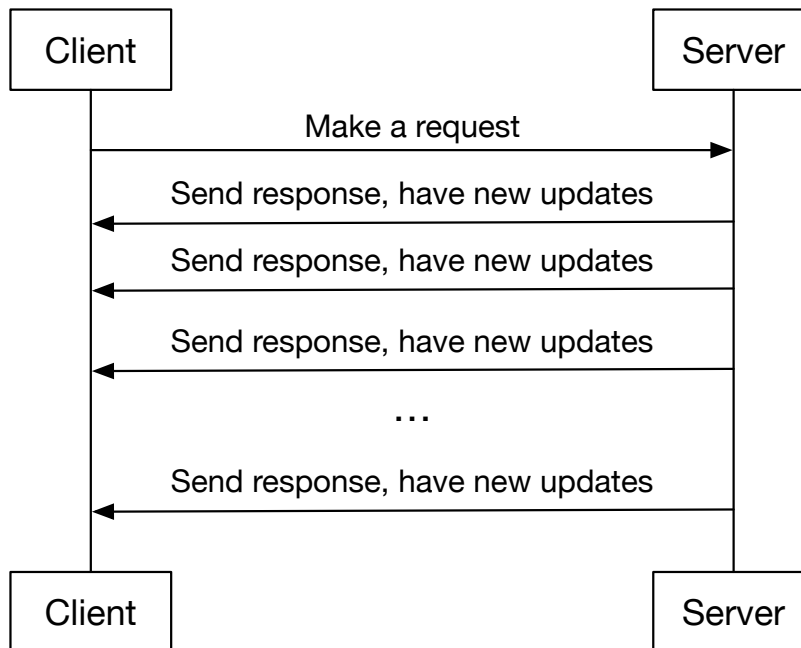 Client Server
Make a request
Send response, have new updates
Send response, have new updates
Send response, have new updates
...
Send response, have new updates
Client Server